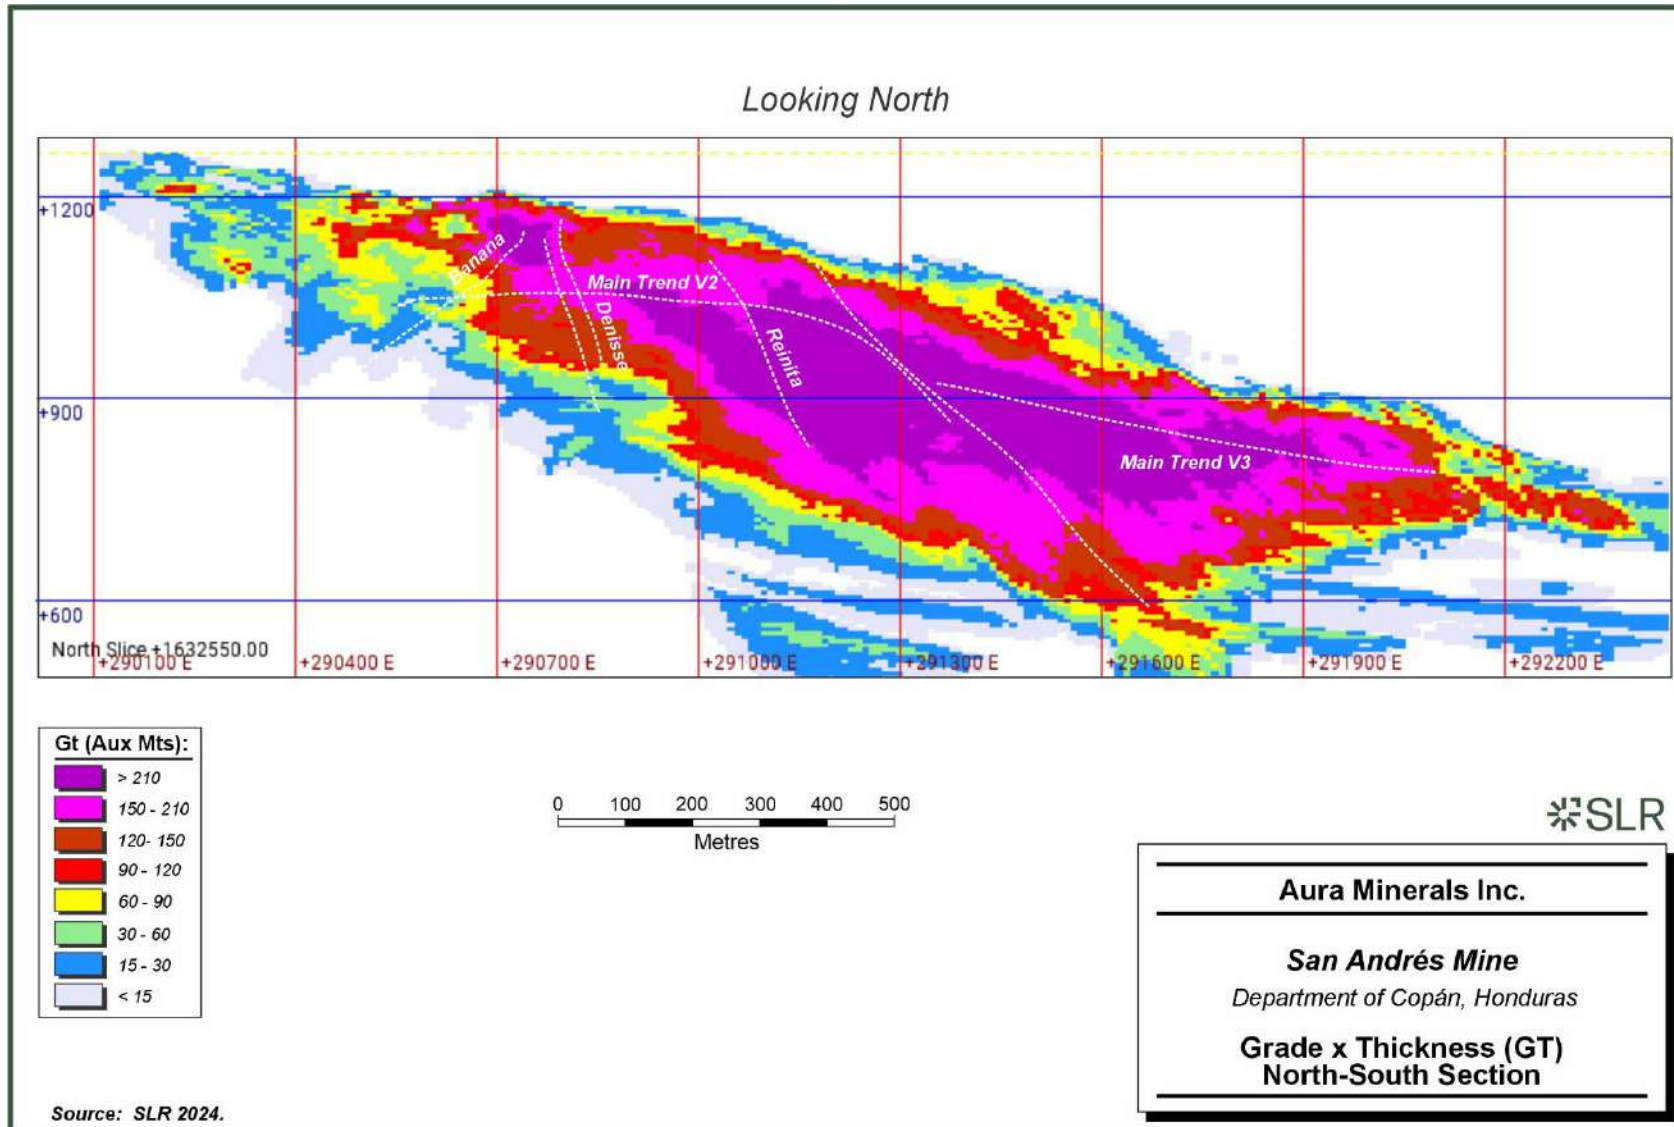 Looking North
+1200
+900
+600
Banana
Main Trend V2
Denisse
Reinita
Main Trend V3
North Slice +1632550.00
+290100 E
+290400 E
+290700 E
+291000 E
+291300 E
+291600 E
+291900 E
+292200 E
Gt (Aux Mts):
> 210
150 - 210
120- 150
90 - 120
60 - 90
30 - 60
15 - 30
< 15
0 100 200 300 400 500
Metres
SLR
Aura Minerals Inc.
San Andrés Mine
Department of Copán, Honduras
Grade x Thickness (GT)
North-South Section
Source: SLR 2024.